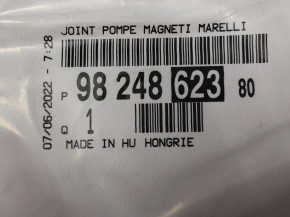 JOINT POMPE MAGNETI MARELLI
07/06/2022 - 7:28
P 98 248 623 80
Q 1
MADE IN HU HONGRIE